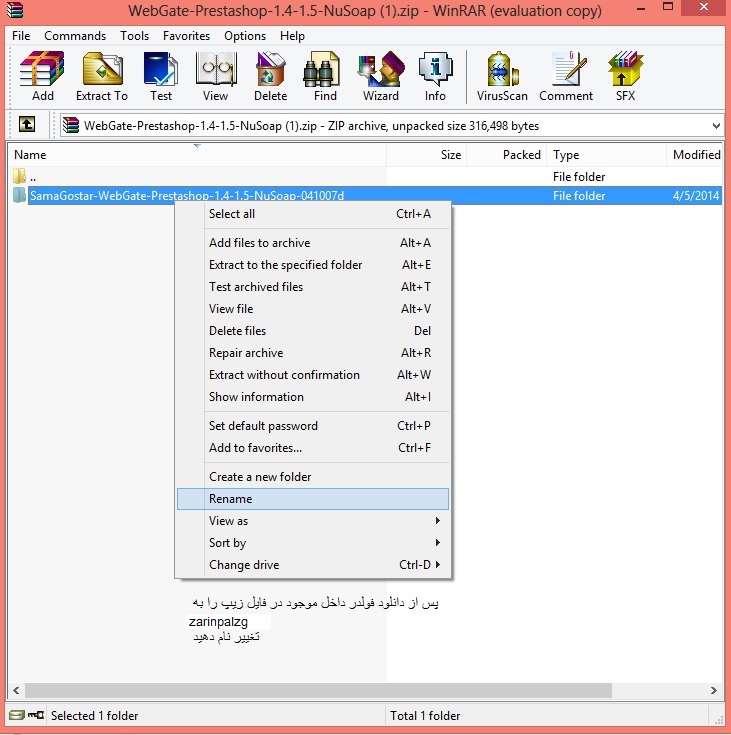 WebGate-Prestashop-1.4-1.5-NuSoap (1).zip - WinRAR (evaluation copy)
File Commands Tools Favorites Options Help
Add Extract To Test View Delete Find Wizard Info VirusScan Comment SFX
WebGate-Prestashop-1.4-1.5-NuSoap (1).zip - ZIP archive, unpacked size 316,498 bytes
Name Size Packed Type Modified
.. File folder
SamaGostar-WebGate-Prestashop-1.4-1.5-NuSoap-041007d File folder 4/5/2014
Select all Ctrl+A
Add files to archive Alt+A
Extract to the specified folder Alt+E
Test archived files Alt+T
View file Alt+V
Delete files Del
Repair archive Alt+R
Extract without confirmation Alt+W
Show information Alt+I
Set default password Ctrl+P
Add to favorites... Ctrl+F
Create a new folder
Rename
View as
Sort by
Change drive Ctrl-D
پس از دانلود فولدر داخل موجود در فایل زیپ را به
zarinpalzg
تغییر نام دهید
Selected 1 folder Total 1 folder